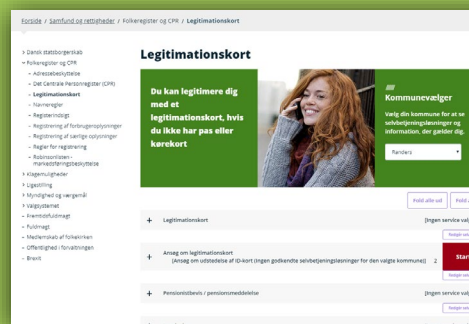 Forside / Samfund og rettigheder / Folkeregister og CPR / Legitimationskort
Dansk statsborgerskab
Folkeregister og CPR
- Adressebeskyttelse
- Det Centrale Personregister (CPR)
- Legitimationskort
- Navneregler
- Registerindsigt
- Registrering af forbrugeroplysninger
- Registrering af særlige oplysninger
- Regler for registrering
- Robinsonlisten -
markedsføringsbeskyttelse
Klagemuligheder
Ligestilling
Myndighed og værgemål
Valgsystemet
- Fremtidsfuldmagt
- Fuldmagt
- Medlemskab af folkekirken
- Offentlighed i forvaltningen
- Brexit
Legitimationskort
Du kan legitimere dig
med et
legitimationskort, hvis
du ikke har pas eller
kørekort
Kommunevælger
Vælg din kommune for at se
selvbetjeningsløsninger og
information, der gælder dig.
Randers
Fold alle ud
Fold
+ Legitimationskort
[Ingen service
+ Ansøg om legitimationskort
[Ansøg om udstedelse af ID-kort (Ingen godkendte selvbetjeningsløsninger for den valgte kommune)] 2
Star
+ Pensionistbevis / pensionsmeddelelse
[Ingen service